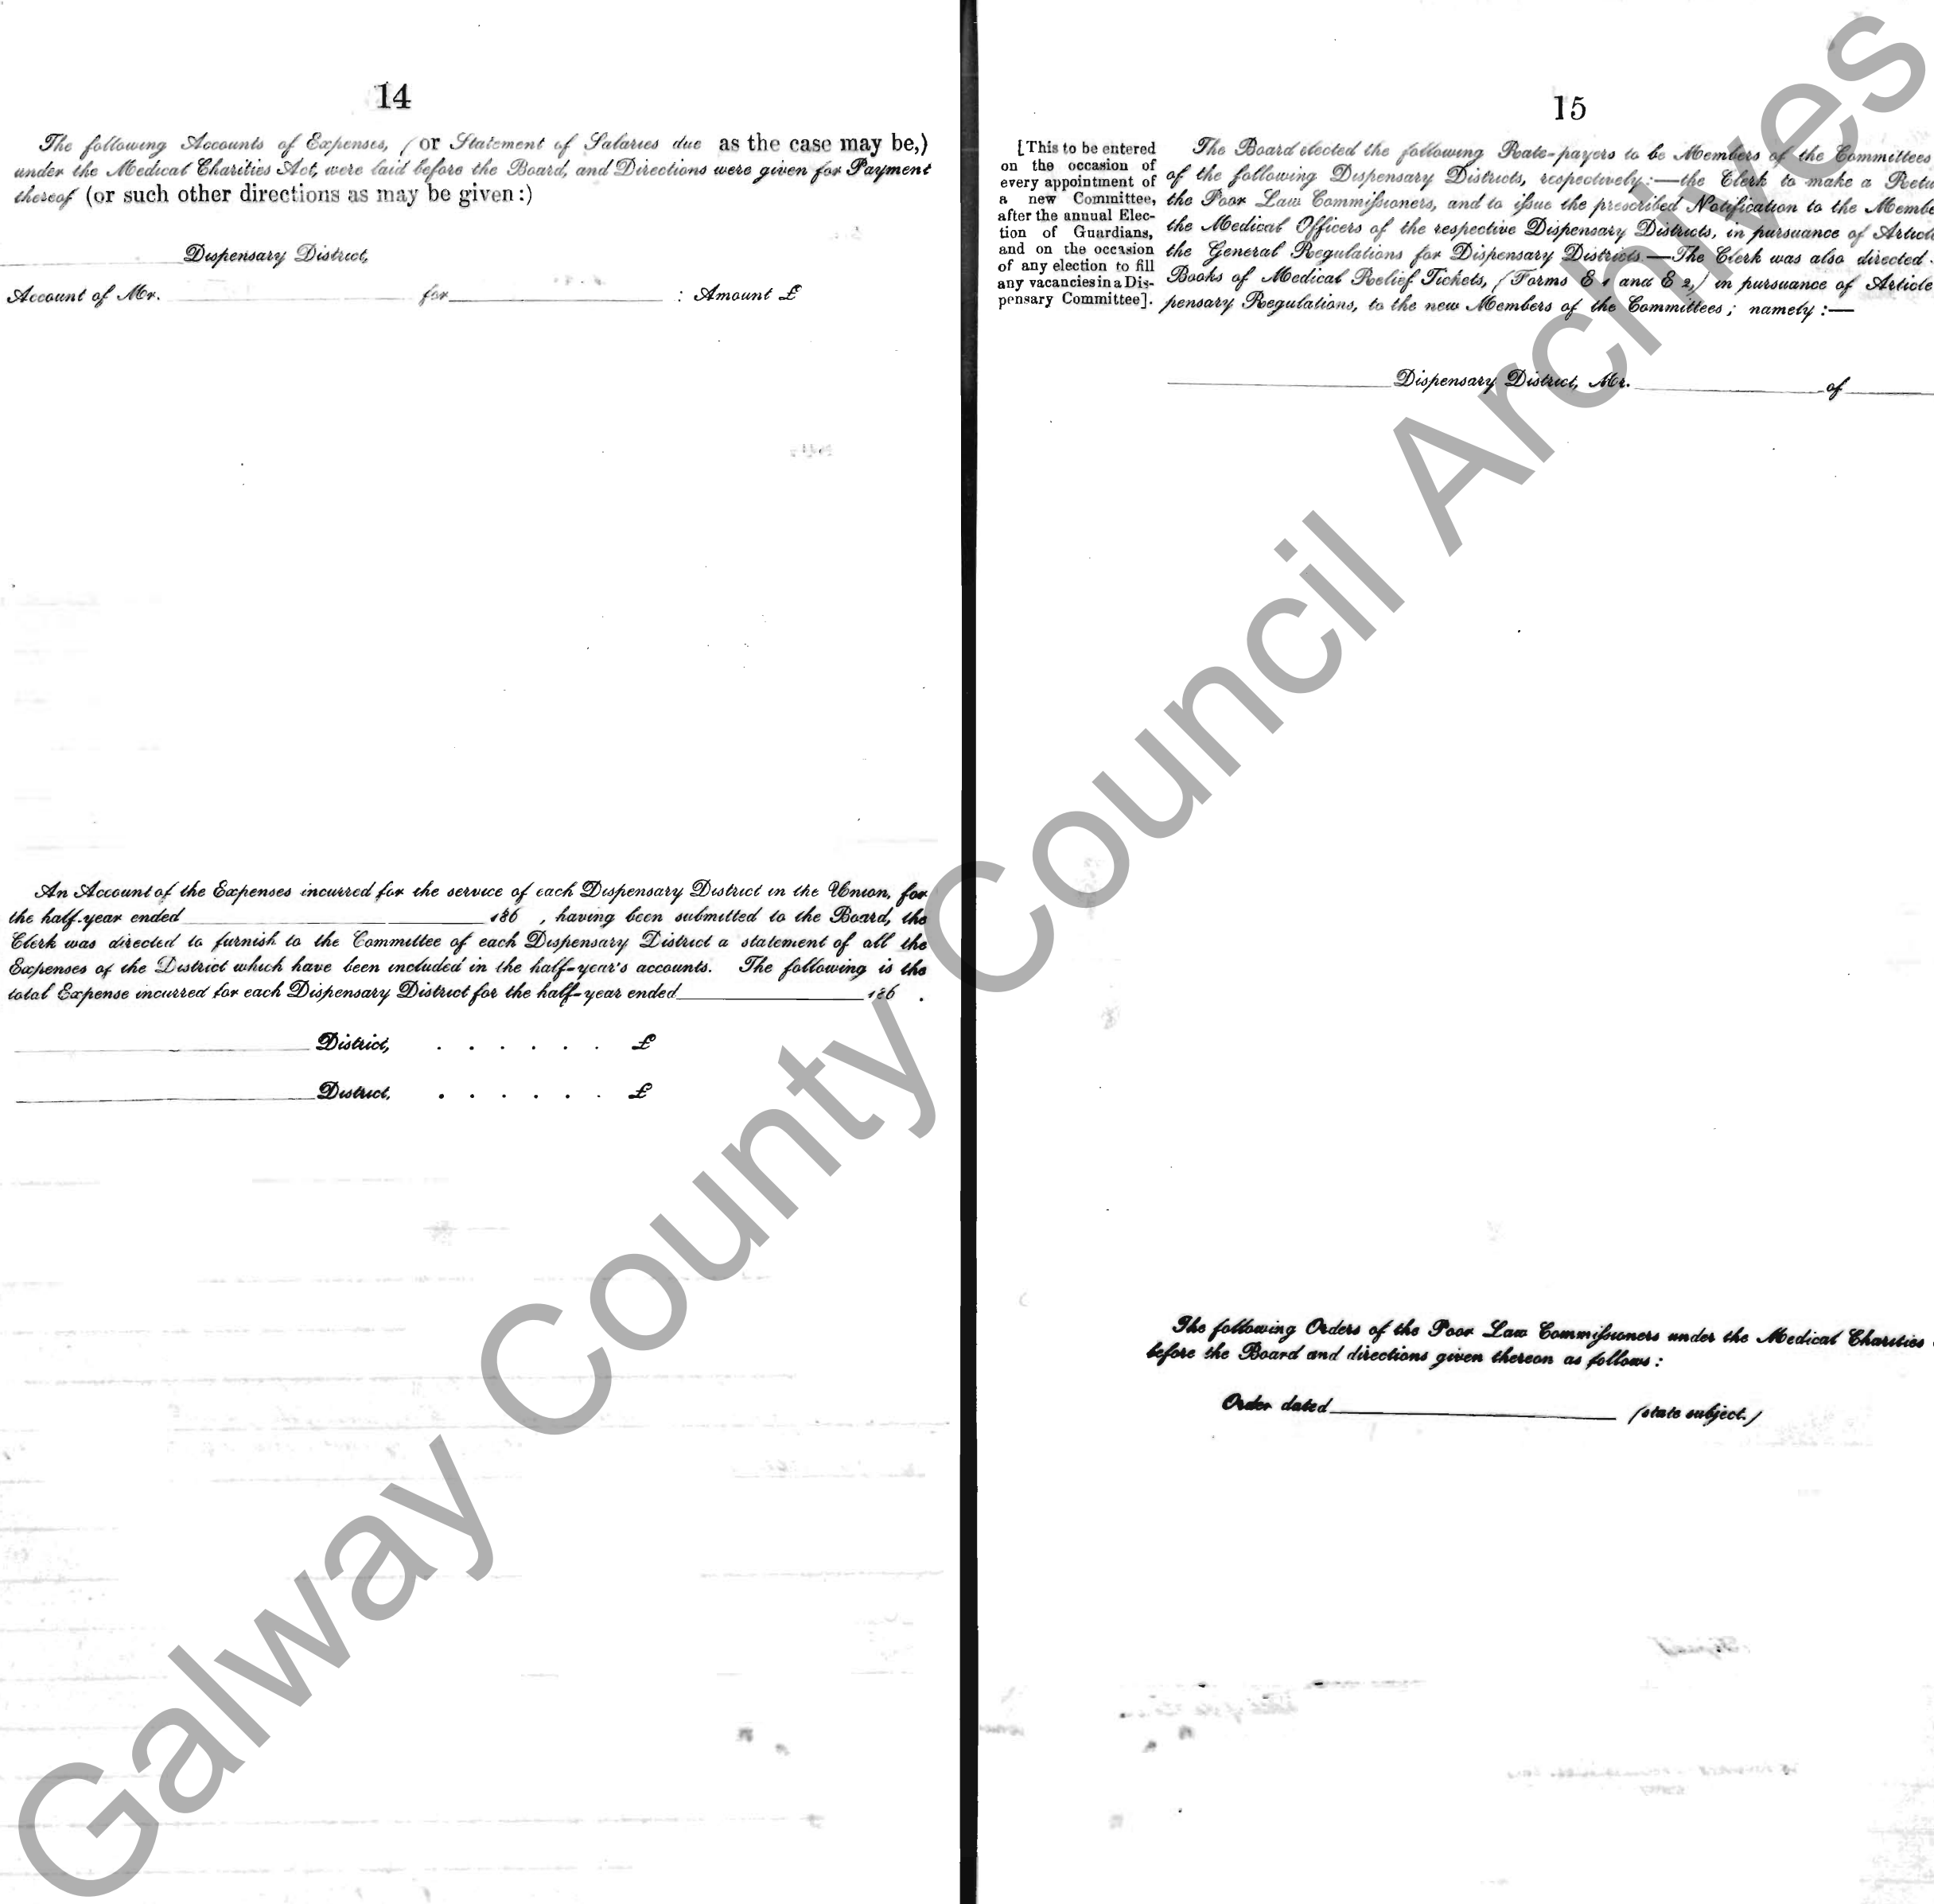 14
The following Accounts of Expenses, (or Statement of Salaries due as the case may be,)
under the Medical Charities Act, were laid before the Board, and Directions were given for Payment
thereof (or such other directions as may be given:)
Dispensary District,
Account of Mr. for : Amount £
An Account of the Expenses incurred for the service of each Dispensary District in the Union, for
the half-year ended 186 , having been submitted to the Board, the
Clerk was directed to furnish to the Committee of each Dispensary District a statement of all the
Expenses of the District which have been included in the half-year's accounts. The following is the
total Expense incurred for each Dispensary District for the half-year ended 186 .
District, . . . . . . £
District, . . . . . . £
15
[This to be entered
on the occasion of
every appointment of
a new Committee,
after the annual Elec-
tion of Guardians,
and on the occasion
of any election to fill
any vacancies in a Dis-
pensary Committee].
The Board elected the following Rate-payers to be Members of the Committees
of the following Dispensary Districts, respectively:—the Clerk to make a Retu
the Poor Law Commissioners, and to issue the prescribed Notification to the Membe
the Medical Officers of the respective Dispensary Districts, in pursuance of Articl
the General Regulations for Dispensary Districts.—The Clerk was also directed
Books of Medical Relief Tickets, (Forms E 1 and E 2,) in pursuance of Article
pensary Regulations, to the new Members of the Committees; namely:—
Dispensary District, Mr. of
The following Orders of the Poor Law Commissioners under the Medical Charities
before the Board and directions given thereon as follows:
Order dated (state subject.)
Galway County Council Archives